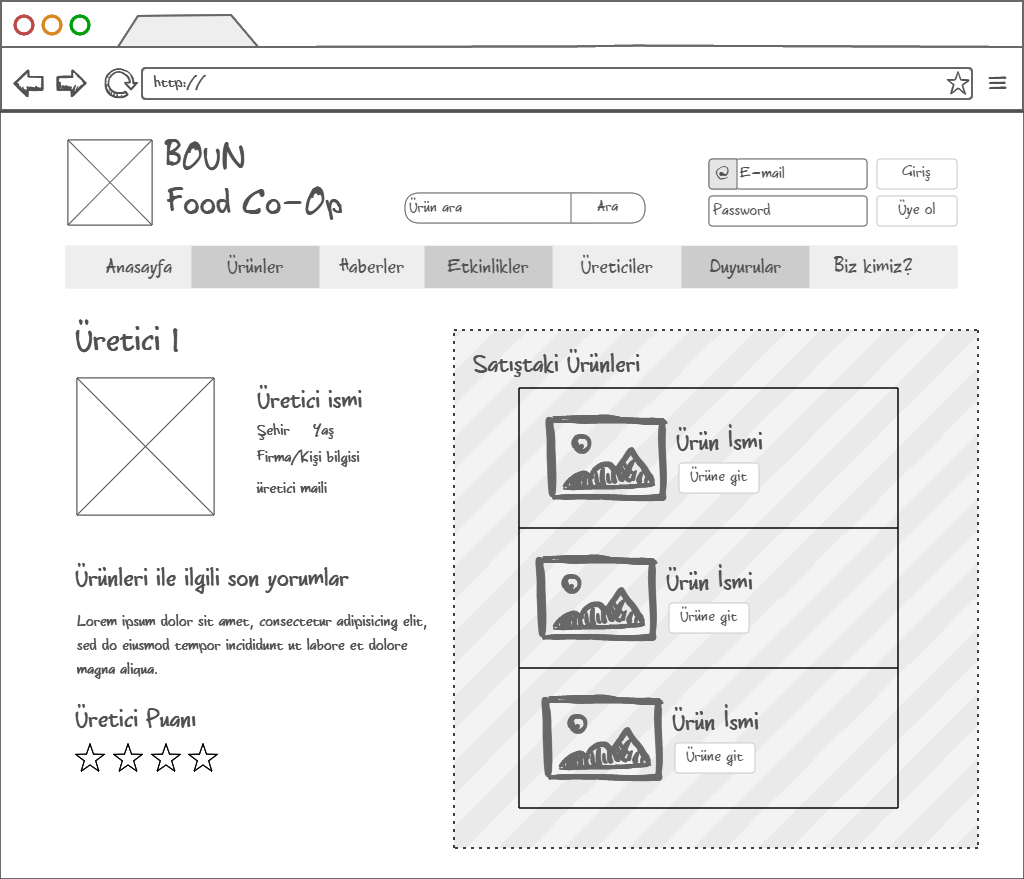 http://
BOUN
Food Co-Op
Ürün ara
Ara
@ E-mail
Giriş
Password
Üye ol
Anasayfa
Ürünler
Haberler
Etkinlikler
Üreticiler
Duyurular
Biz kimiz?
Üretici 1
Üretici ismi
Şehir Yaş
Firma/Kişi bilgisi
üretici maili
Ürünleri ile ilgili son yorumlar
Lorem ipsum dolor sit amet, consectetur adipisicing elit,
sed do eiusmod tempor incididunt ut labore et dolore
magna aliqua.
Üretici Puanı
Satıştaki Ürünleri
Ürün İsmi
Ürüne git
Ürün İsmi
Ürüne git
Ürün İsmi
Ürüne git